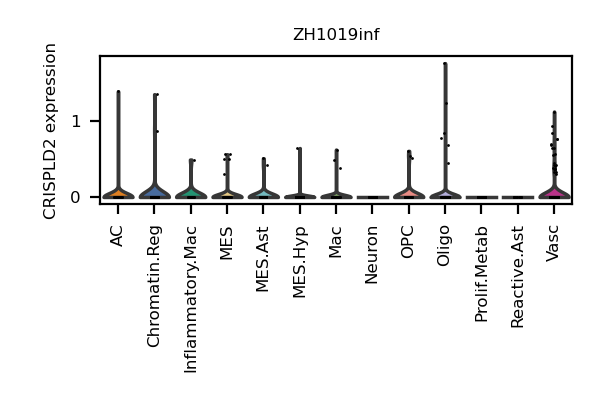 ZH1019inf
CRISPLD2 expression
1
0
AC
Chromatin.Reg
Inflammatory.Mac
MES
MES.Ast
MES.Hyp
Mac
Neuron
OPC
Oligo
Prolif.Metab
Reactive.Ast
Vasc